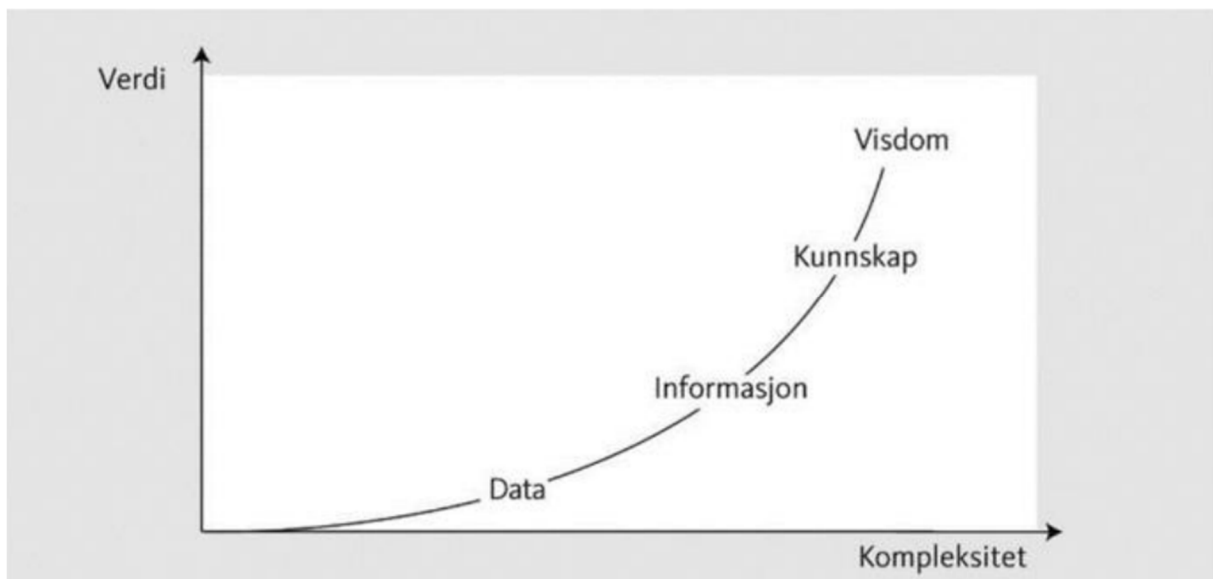 Verdi
Visdom
Kunnskap
Informasjon
Data
Kompleksitet